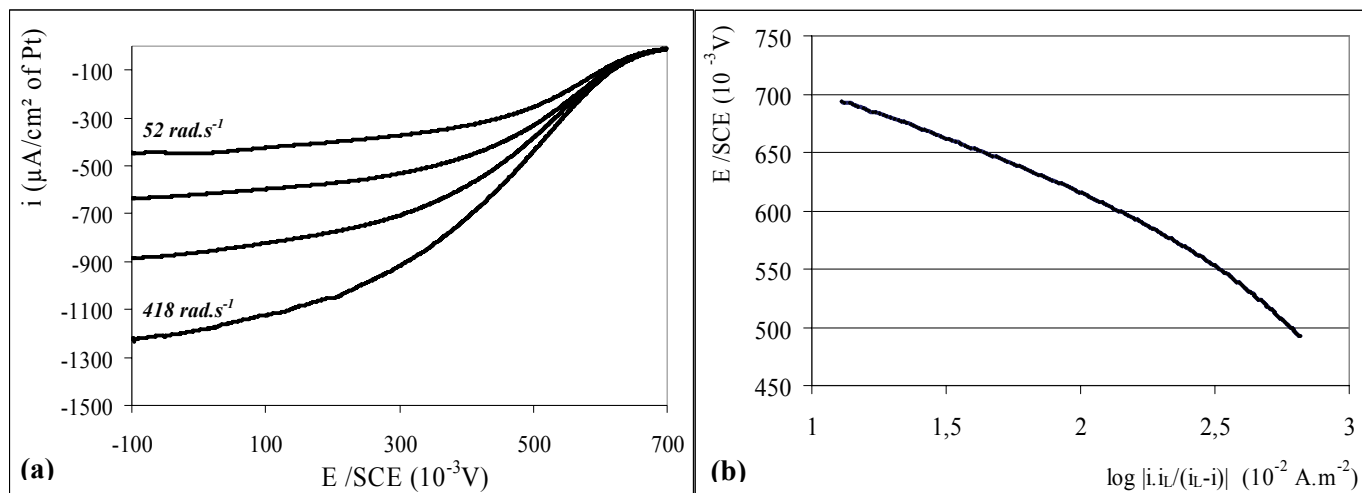 i (µA/cm² of Pt)
-100
-300
-500
-700
-900
-1100
-1300
-1500
52 rad.s⁻¹
418 rad.s⁻¹
-100 100 300 500 700
(a)
E /SCE (10⁻³V)
E /SCE (10⁻³V)
750
700
650
600
550
500
450
1 1,5 2 2,5 3
(b)
log |i.iL/(iL-i)| (10⁻² A.m⁻²)